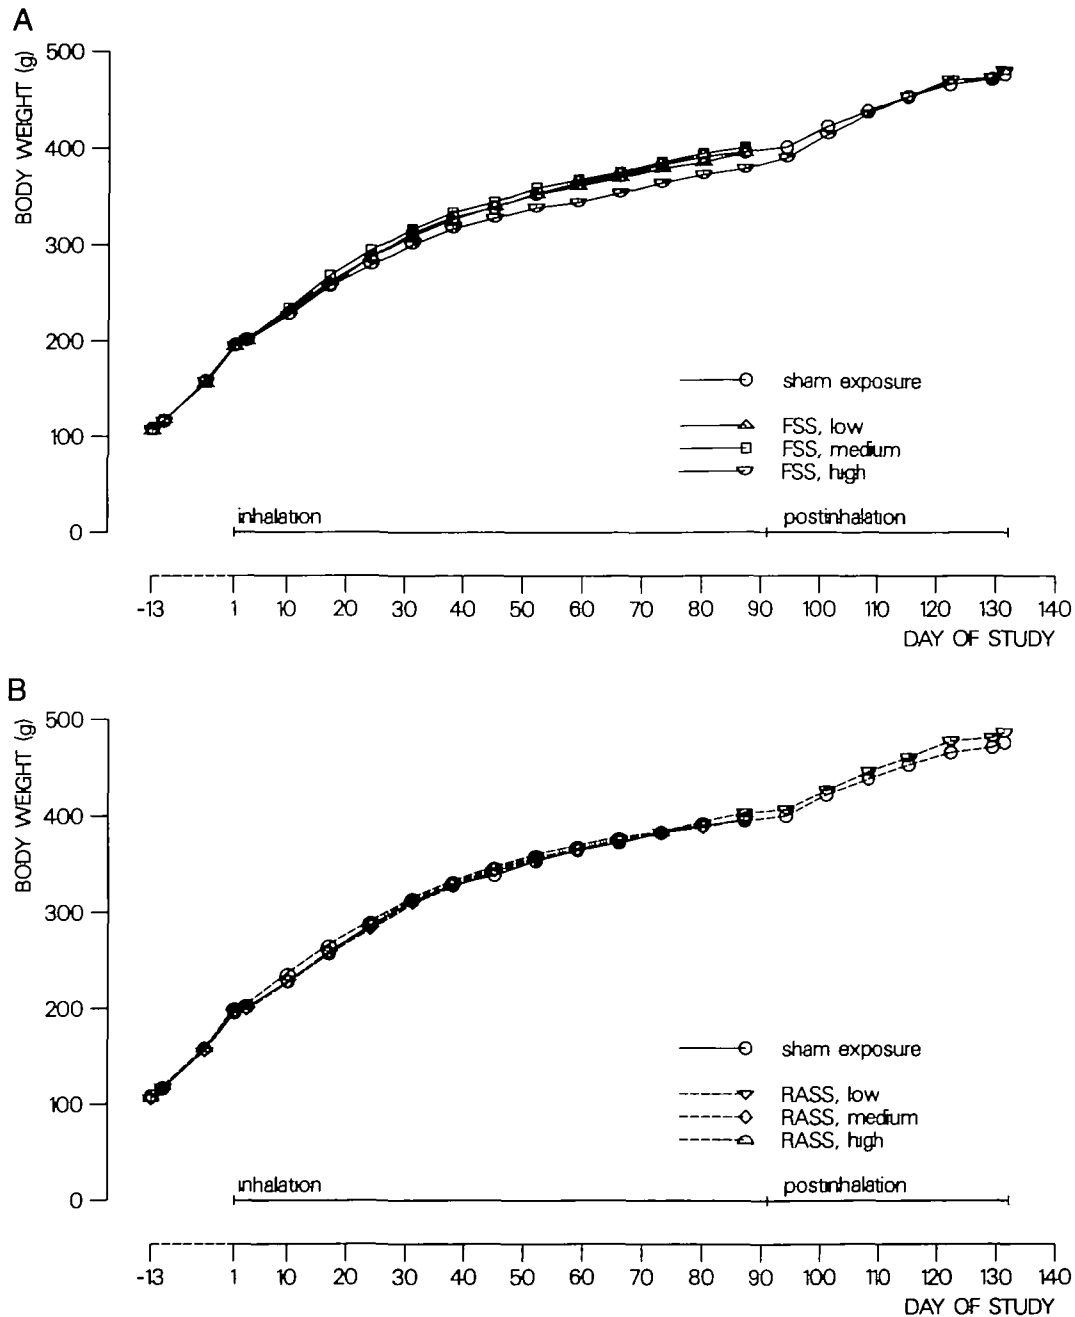 A
BODY WEIGHT (g)
500
400
300
200
100
0
sham exposure
FSS, low
FSS, medium
FSS, high
inhalation
postinhalation
-13 1 10 20 30 40 50 60 70 80 90 100 110 120 130 140
DAY OF STUDY
B
BODY WEIGHT (g)
500
400
300
200
100
0
sham exposure
RASS, low
RASS, medium
RASS, high
inhalation
postinhalation
-13 1 10 20 30 40 50 60 70 80 90 100 110 120 130 140
DAY OF STUDY